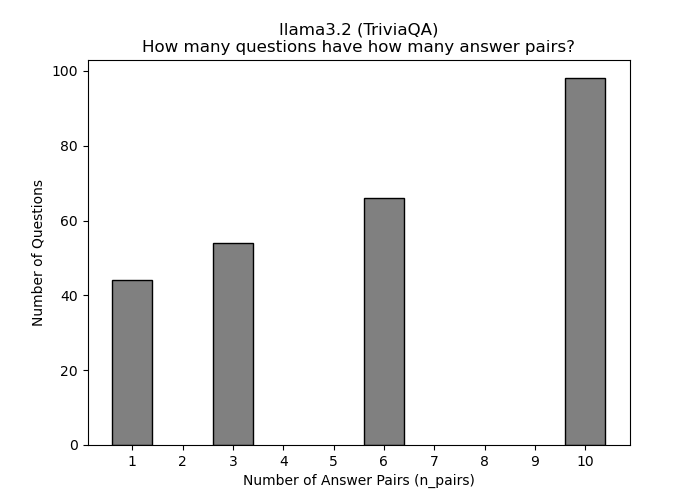 llama3.2 (TriviaQA)
How many questions have how many answer pairs?
100
80
60
40
20
0
Number of Questions
1 2 3 4 5 6 7 8 9 10
Number of Answer Pairs (n_pairs)